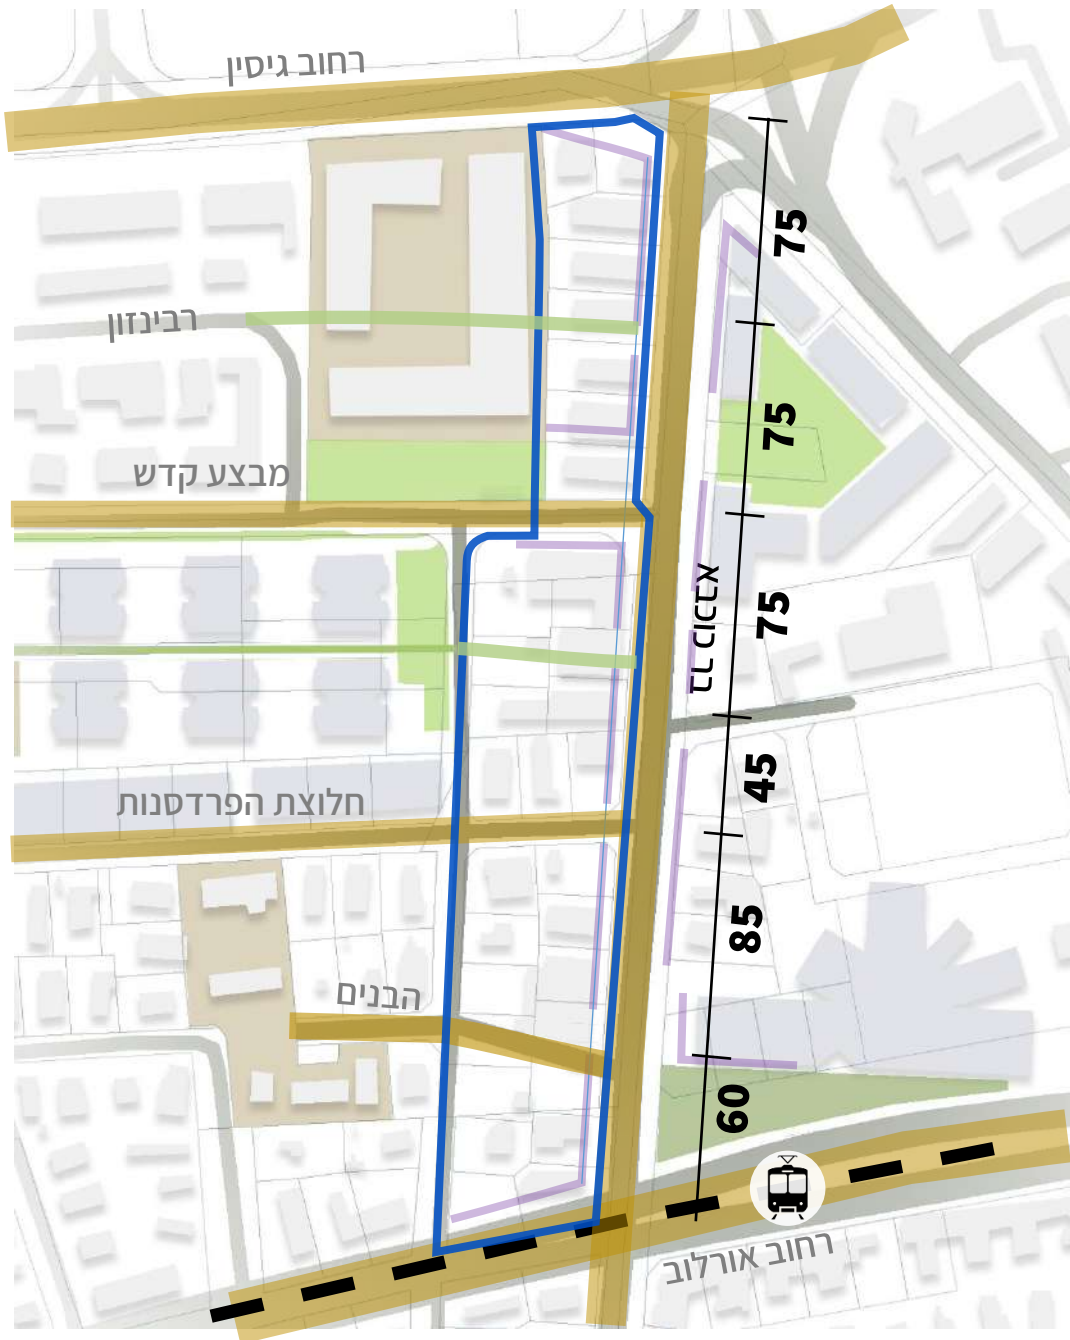 רחוב גיסין
75
רבינזון
75
מבצע קדש
בר כוכבא
75
45
חלוצת הפרדסנות
85
הבנים
60
רחוב אורלוב